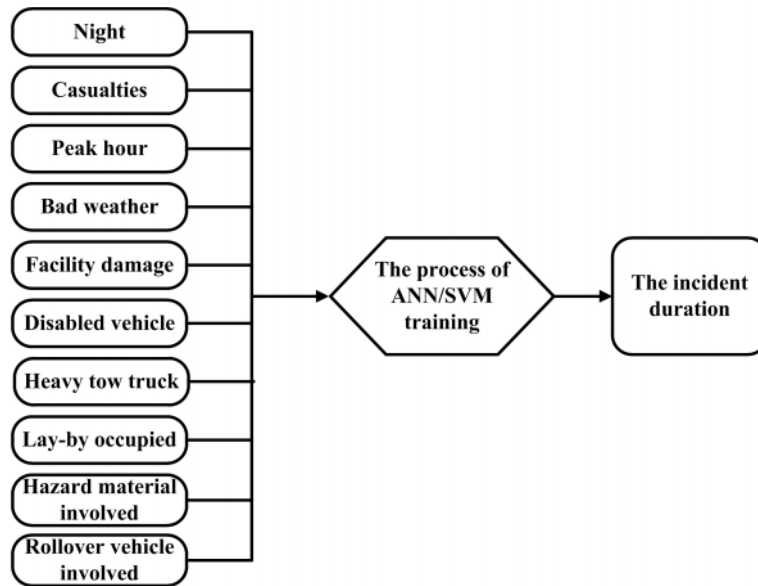 Night
Casualties
Peak hour
Bad weather
Facility damage
Disabled vehicle
Heavy tow truck
Lay-by occupied
Hazard material
involved
Rollover vehicle
involved
The process of
ANN/SVM
training
The incident
duration